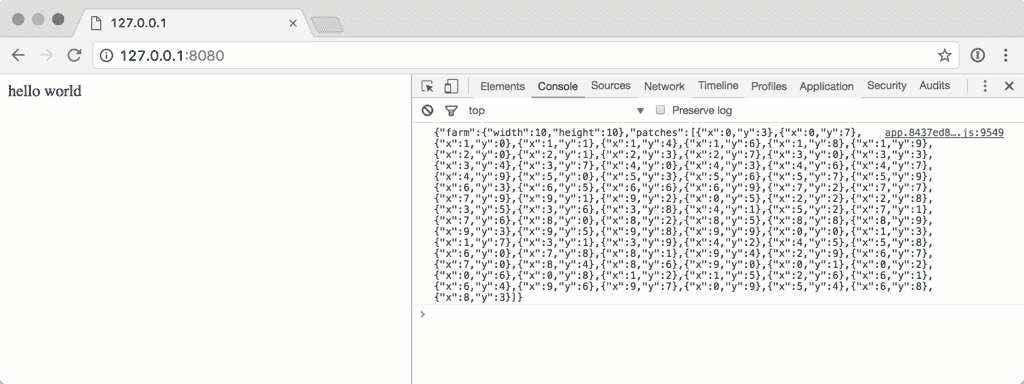 127.0.0.1
127.0.0.1:8080
hello world
Elements Console Sources Network Timeline Profiles Application Security Audits
top Preserve log
{"farm":{"width":10,"height":10},"patches":[{"x":0,"y":3},{"x":0,"y":7}, app.8437ed8….js:9549
{"x":1,"y":0},{"x":1,"y":1},{"x":1,"y":4},{"x":1,"y":6},{"x":1,"y":8},{"x":1,"y":9},
{"x":2,"y":0},{"x":2,"y":1},{"x":2,"y":3},{"x":2,"y":7},{"x":3,"y":0},{"x":3,"y":3},
{"x":3,"y":4},{"x":3,"y":7},{"x":4,"y":0},{"x":4,"y":3},{"x":4,"y":6},{"x":4,"y":7},
{"x":4,"y":9},{"x":5,"y":0},{"x":5,"y":3},{"x":5,"y":6},{"x":5,"y":7},{"x":5,"y":9},
{"x":6,"y":3},{"x":6,"y":5},{"x":6,"y":6},{"x":6,"y":9},{"x":7,"y":2},{"x":7,"y":7},
{"x":7,"y":9},{"x":9,"y":1},{"x":9,"y":2},{"x":0,"y":5},{"x":2,"y":2},{"x":2,"y":8},
{"x":3,"y":5},{"x":3,"y":6},{"x":3,"y":8},{"x":4,"y":1},{"x":5,"y":2},{"x":7,"y":1},
{"x":7,"y":6},{"x":8,"y":0},{"x":8,"y":2},{"x":8,"y":5},{"x":8,"y":8},{"x":8,"y":9},
{"x":9,"y":3},{"x":9,"y":5},{"x":9,"y":8},{"x":9,"y":9},{"x":0,"y":0},{"x":1,"y":3},
{"x":1,"y":7},{"x":3,"y":1},{"x":3,"y":9},{"x":4,"y":2},{"x":4,"y":5},{"x":5,"y":8},
{"x":6,"y":0},{"x":7,"y":8},{"x":8,"y":1},{"x":9,"y":4},{"x":2,"y":9},{"x":6,"y":7},
{"x":7,"y":0},{"x":8,"y":4},{"x":8,"y":6},{"x":9,"y":0},{"x":0,"y":1},{"x":0,"y":2},
{"x":0,"y":6},{"x":0,"y":8},{"x":1,"y":2},{"x":1,"y":5},{"x":2,"y":6},{"x":6,"y":1},
{"x":6,"y":4},{"x":9,"y":6},{"x":9,"y":7},{"x":0,"y":9},{"x":5,"y":4},{"x":6,"y":8},
{"x":8,"y":3}]}